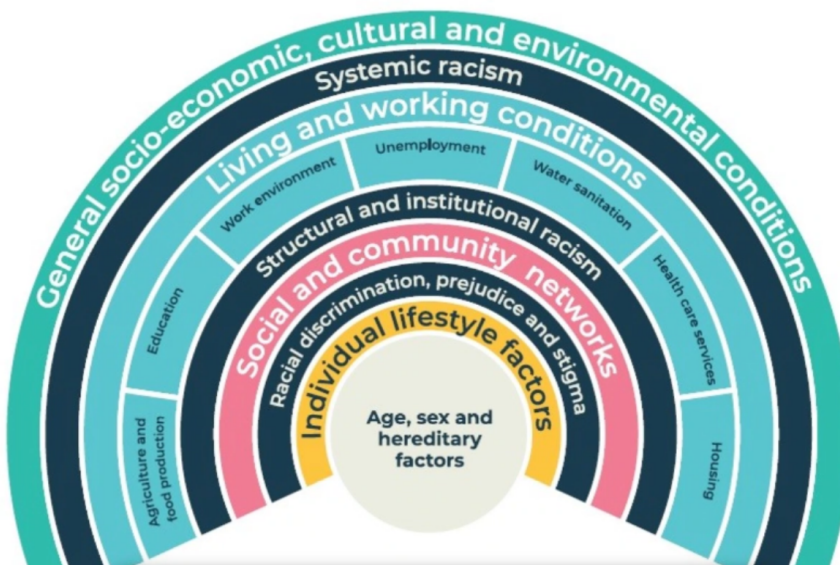 General socio-economic, cultural and environmental conditions
Systemic racism
Living and working conditions
Agriculture and
food production
Education
Work environment
Unemployment
Water sanitation
Health care services
Housing
Structural and institutional racism
Social and community networks
Racial discrimination, prejudice and stigma
Individual lifestyle factors
Age, sex and
hereditary
factors